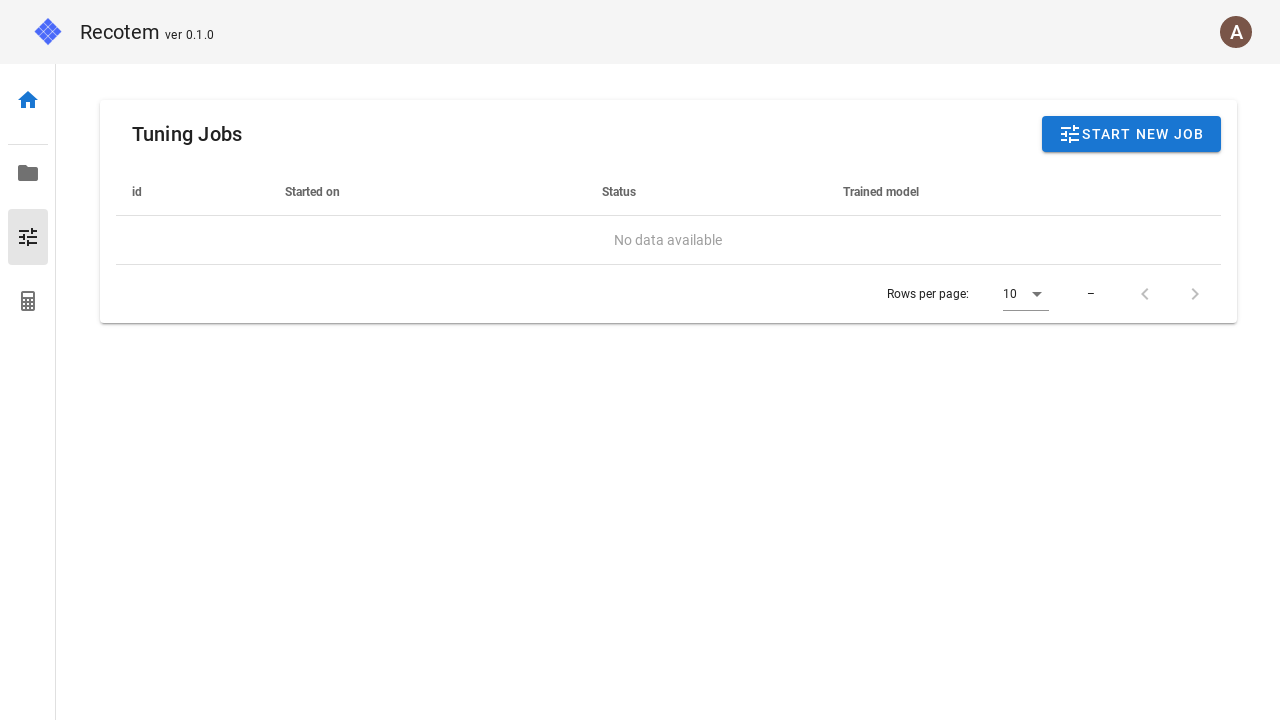 Recotem ver 0.1.0
A
Tuning Jobs
START NEW JOB
id Started on Status Trained model
No data available
Rows per page: 10 –